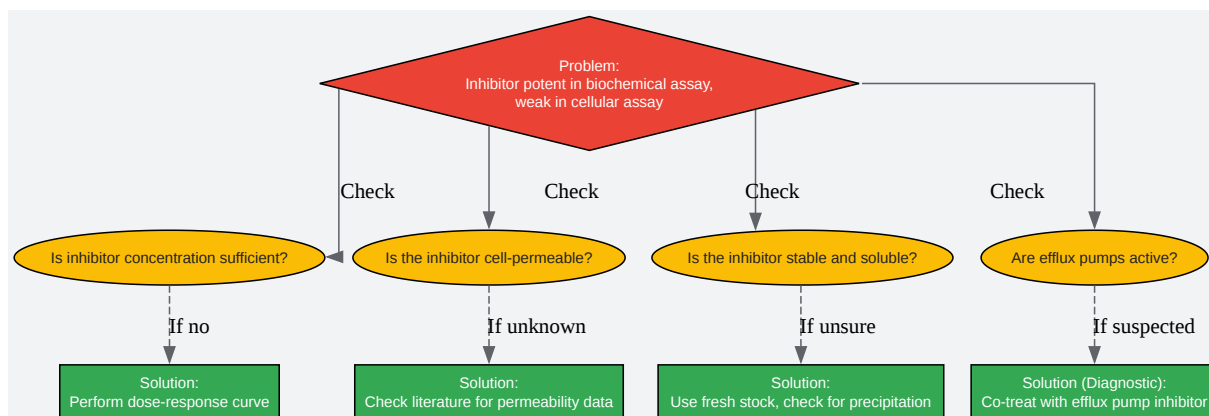 Problem:
Inhibitor potent in biochemical assay,
weak in cellular assay
Check
Check
Check
Check
Is inhibitor concentration sufficient?
Is the inhibitor cell-permeable?
Is the inhibitor stable and soluble?
Are efflux pumps active?
If no
If unknown
If unsure
If suspected
Solution:
Perform dose-response curve
Solution:
Check literature for permeability data
Solution:
Use fresh stock, check for precipitation
Solution (Diagnostic):
Co-treat with efflux pump inhibitor